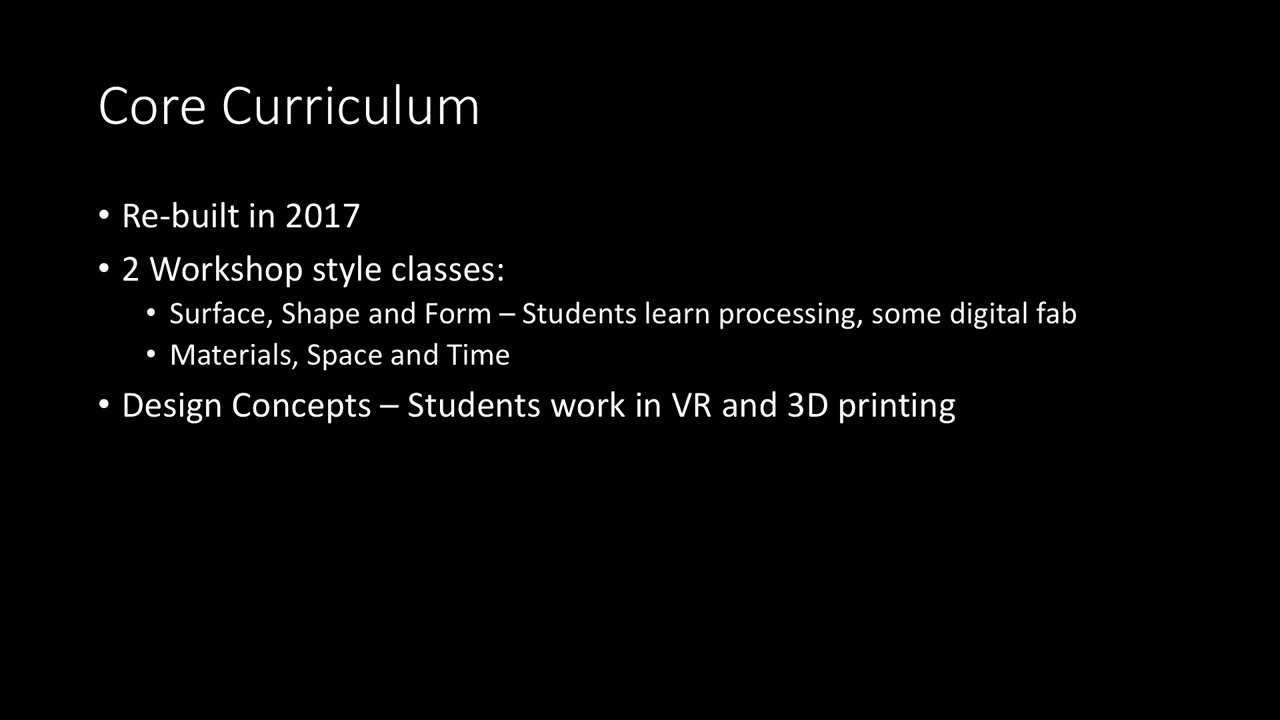 Core Curriculum
• Re-built in 2017
• 2 Workshop style classes:
• Surface, Shape and Form – Students learn processing, some digital fab
• Materials, Space and Time
• Design Concepts – Students work in VR and 3D printing